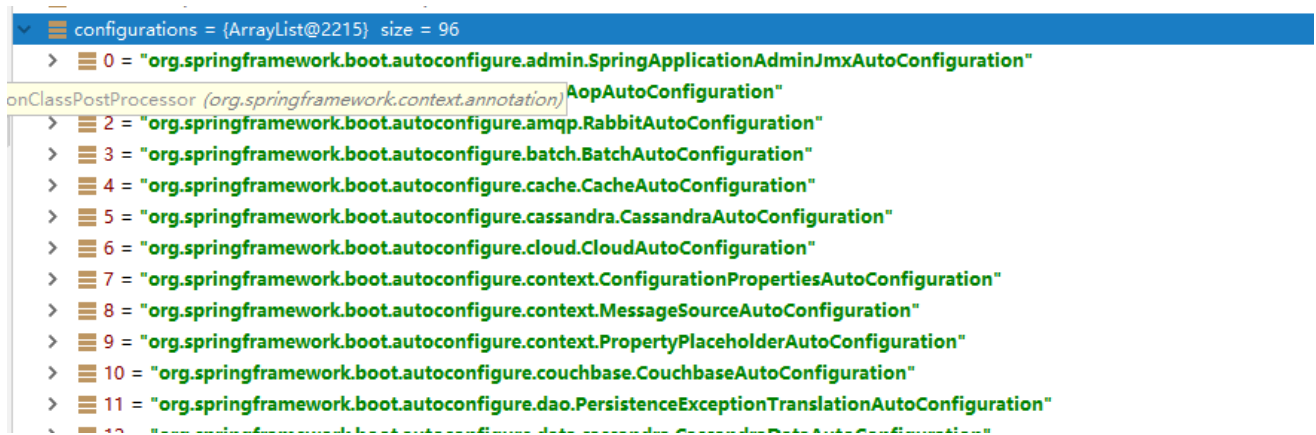 configurations = {ArrayList@2215} size = 96
0 = "org.springframework.boot.autoconfigure.admin.SpringApplicationAdminJmxAutoConfiguration"
onClassPostProcessor (org.springframework.context.annotation) AopAutoConfiguration"
2 = "org.springframework.boot.autoconfigure.amqp.RabbitAutoConfiguration"
3 = "org.springframework.boot.autoconfigure.batch.BatchAutoConfiguration"
4 = "org.springframework.boot.autoconfigure.cache.CacheAutoConfiguration"
5 = "org.springframework.boot.autoconfigure.cassandra.CassandraAutoConfiguration"
6 = "org.springframework.boot.autoconfigure.cloud.CloudAutoConfiguration"
7 = "org.springframework.boot.autoconfigure.context.ConfigurationPropertiesAutoConfiguration"
8 = "org.springframework.boot.autoconfigure.context.MessageSourceAutoConfiguration"
9 = "org.springframework.boot.autoconfigure.context.PropertyPlaceholderAutoConfiguration"
10 = "org.springframework.boot.autoconfigure.couchbase.CouchbaseAutoConfiguration"
11 = "org.springframework.boot.autoconfigure.dao.PersistenceExceptionTranslationAutoConfiguration"